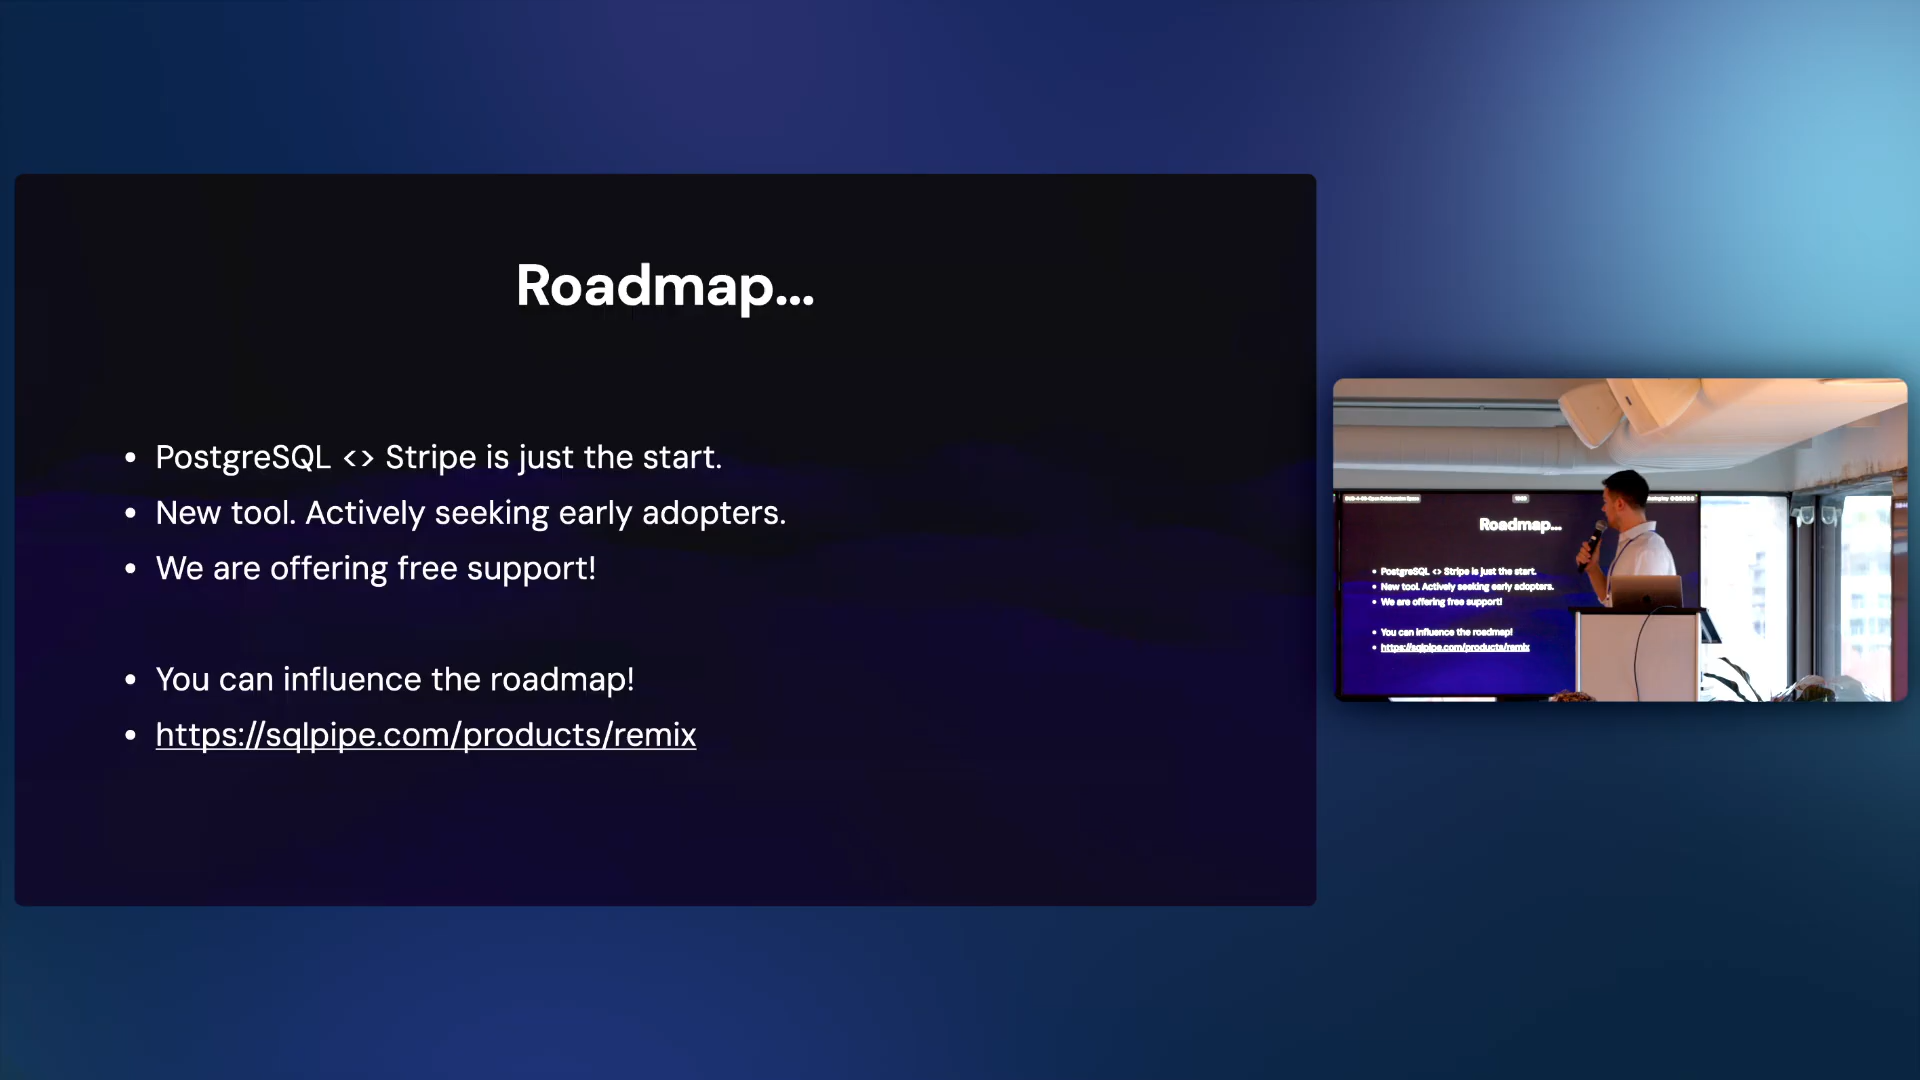 Roadmap...
• PostgreSQL <> Stripe is just the start.
• New tool. Actively seeking early adopters.
• We are offering free support!
• You can influence the roadmap!
• https://sqlpipe.com/products/remix
Roadmap...
• PostgreSQL <> Stripe is just the start.
• New tool. Actively seeking early adopters.
• We are offering free support!
• You can influence the roadmap!
• https://sqlpipe.com/products/remix